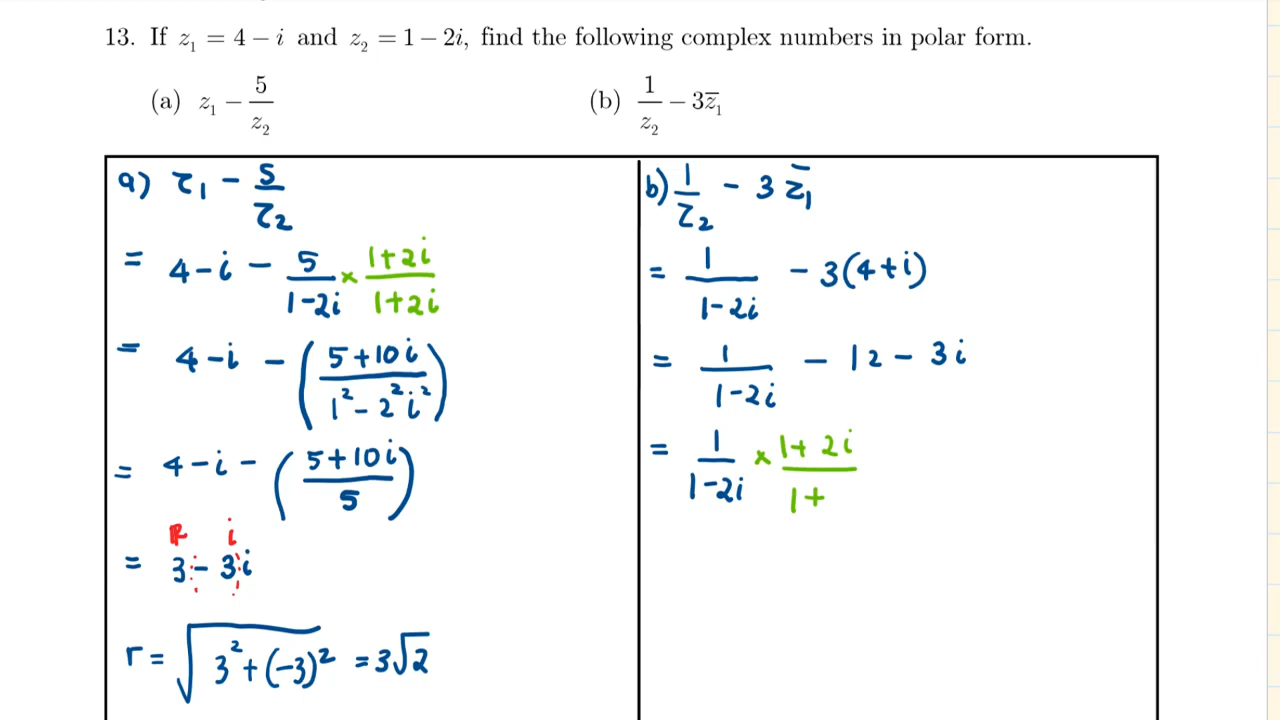 13. If z₁ = 4 − i and z₂ = 1 − 2i, find the following complex numbers in polar form.
(a) z₁ − 5/z₂
(b) 1/z₂ − 3z̅₁
a) z₁ − 5/z₂
= 4 − i − 5/(1−2i) × (1+2i)/(1+2i)
= 4 − i − ((5+10i)/(1² − 2²i²))
= 4 − i − ((5+10i)/5)
R i
= 3 − 3i
r = √(3² + (−3)²) = 3√2
b) 1/z₂ − 3z̅₁
= 1/(1−2i) − 3(4+i)
= 1/(1−2i) − 12 − 3i
= 1/(1−2i) × (1+2i)/(1+